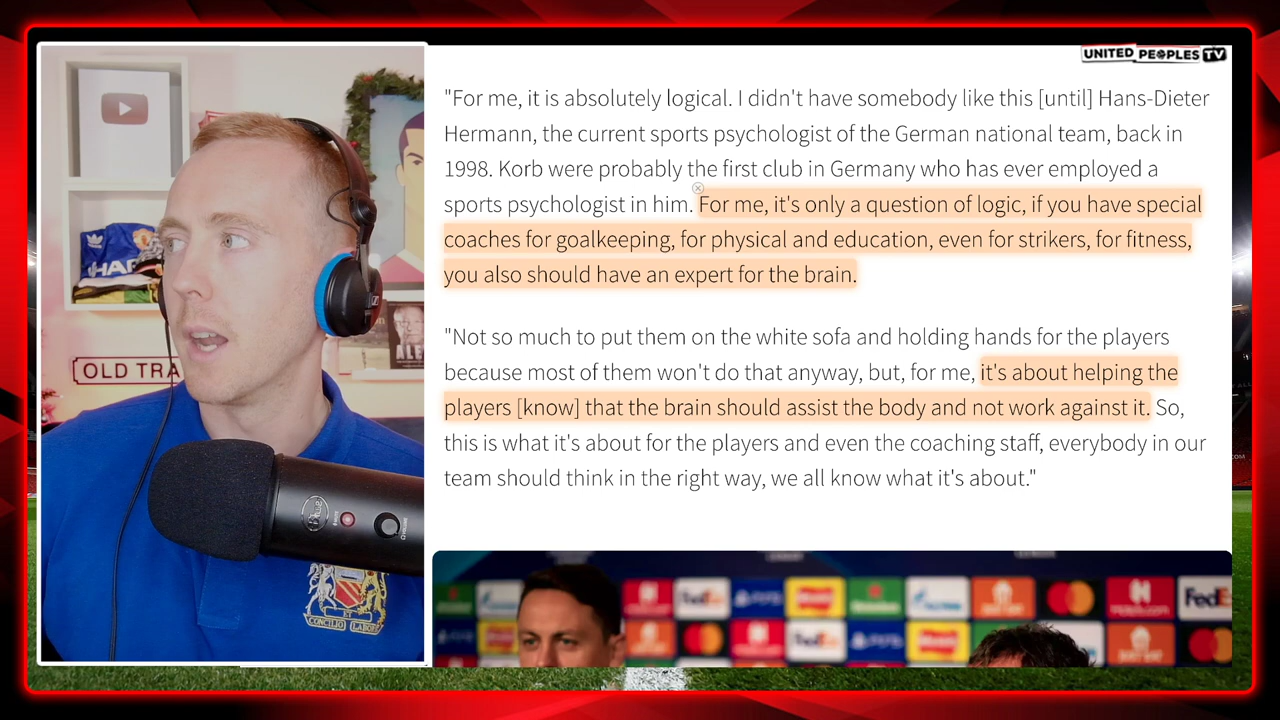 UNITED PEOPLES TV
"For me, it is absolutely logical. I didn't have somebody like this [until] Hans-Dieter
Hermann, the current sports psychologist of the German national team, back in
1998. Korb were probably the first club in Germany who has ever employed a
sports psychologist in him. For me, it's only a question of logic, if you have special
coaches for goalkeeping, for physical and education, even for strikers, for fitness,
you also should have an expert for the brain.
"Not so much to put them on the white sofa and holding hands for the players
because most of them won't do that anyway, but, for me, it's about helping the
players [know] that the brain should assist the body and not work against it. So,
this is what it's about for the players and even the coaching staff, everybody in our
team should think in the right way, we all know what it's about."
SHARP
OLD TRA
ALE
Blue
CONCILIO LABOR
FedEx
FedEx
FedEx